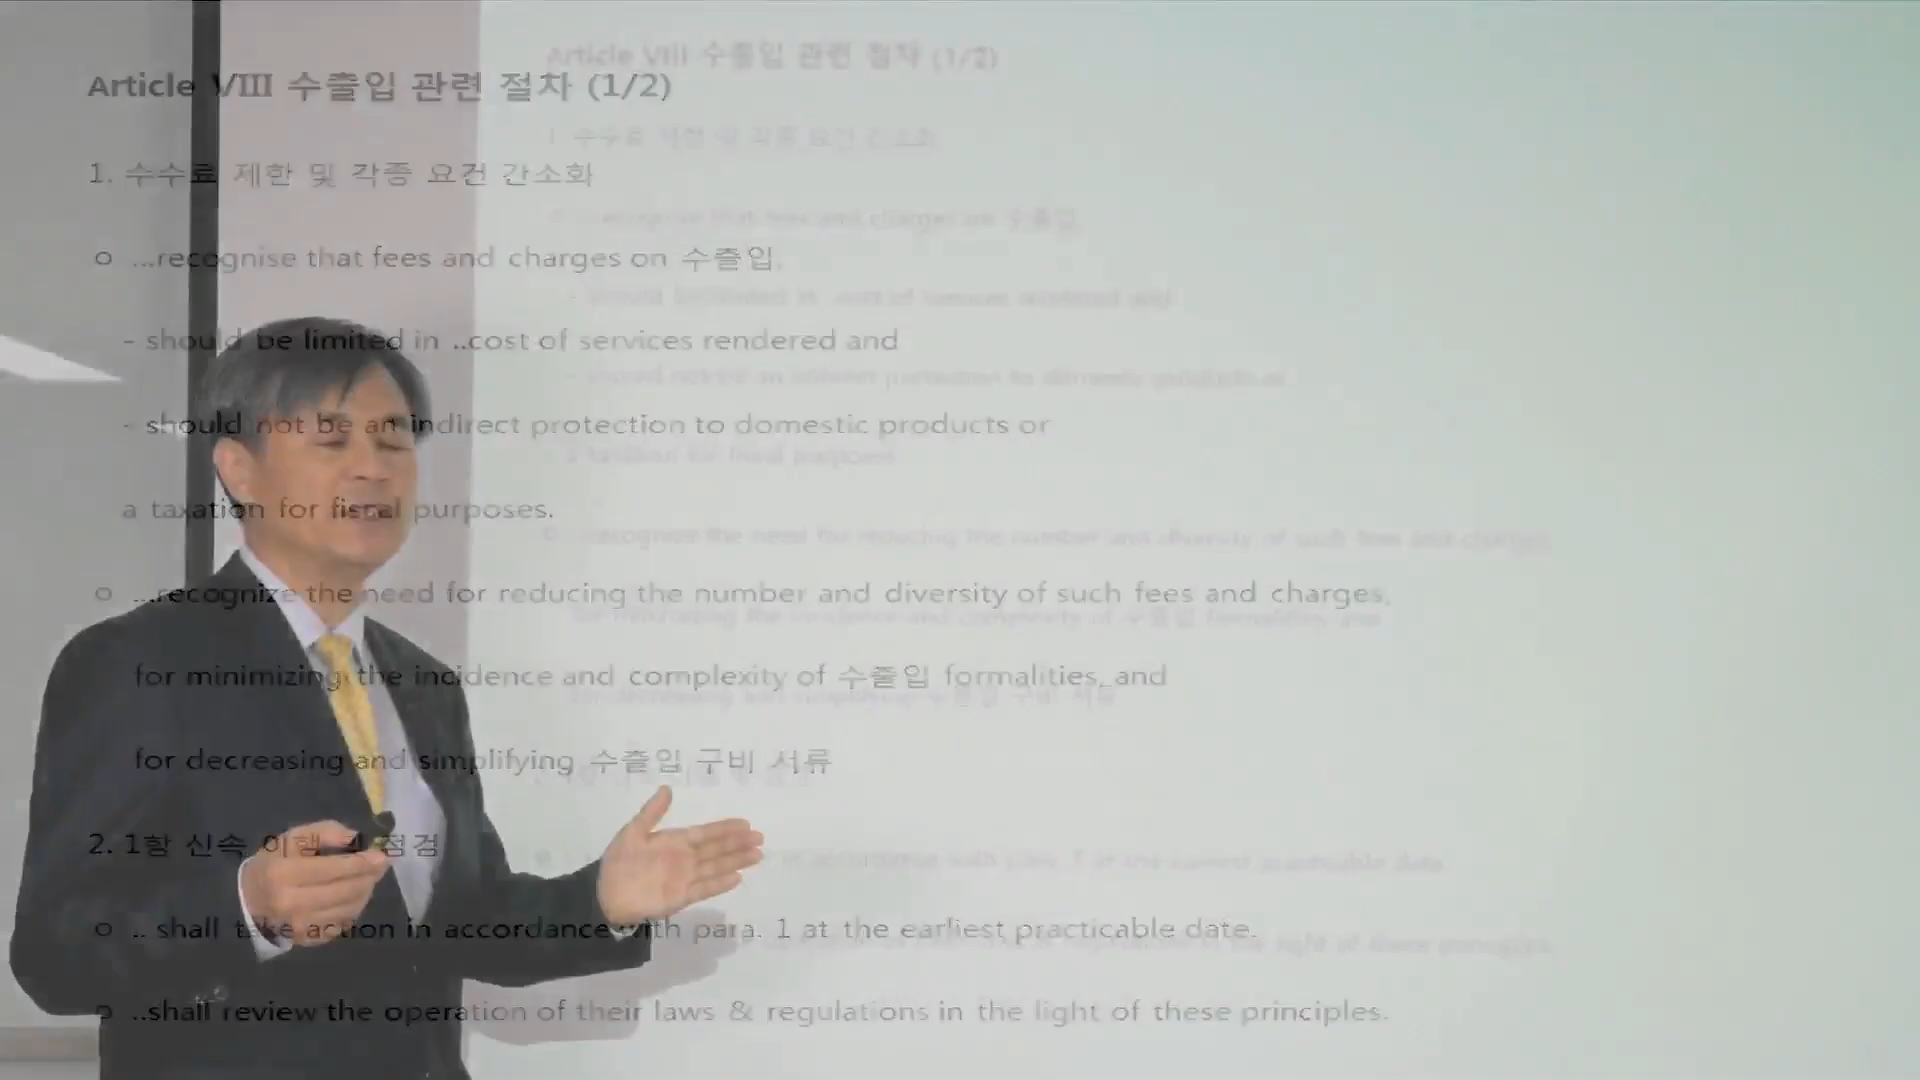 Article VIII 수출입 관련 절차 (1/2)
1. 수수료 제한 및 각종 요건 간소화
o ...recognise that fees and charges on 수출입,
- should be limited in ..cost of services rendered and
- should not be an indirect protection to domestic products or
a taxation for fiscal purposes.
o ...recognize the need for reducing the number and diversity of such fees and charges,
for minimizing the incidence and complexity of 수출입 formalities, and
for decreasing and simplifying 수출입 구비 서류
2. 1항 신속 이행 및 점검
o .. shall take action in accordance with para. 1 at the earliest practicable date.
o ..shall review the operation of their laws & regulations in the light of these principles.